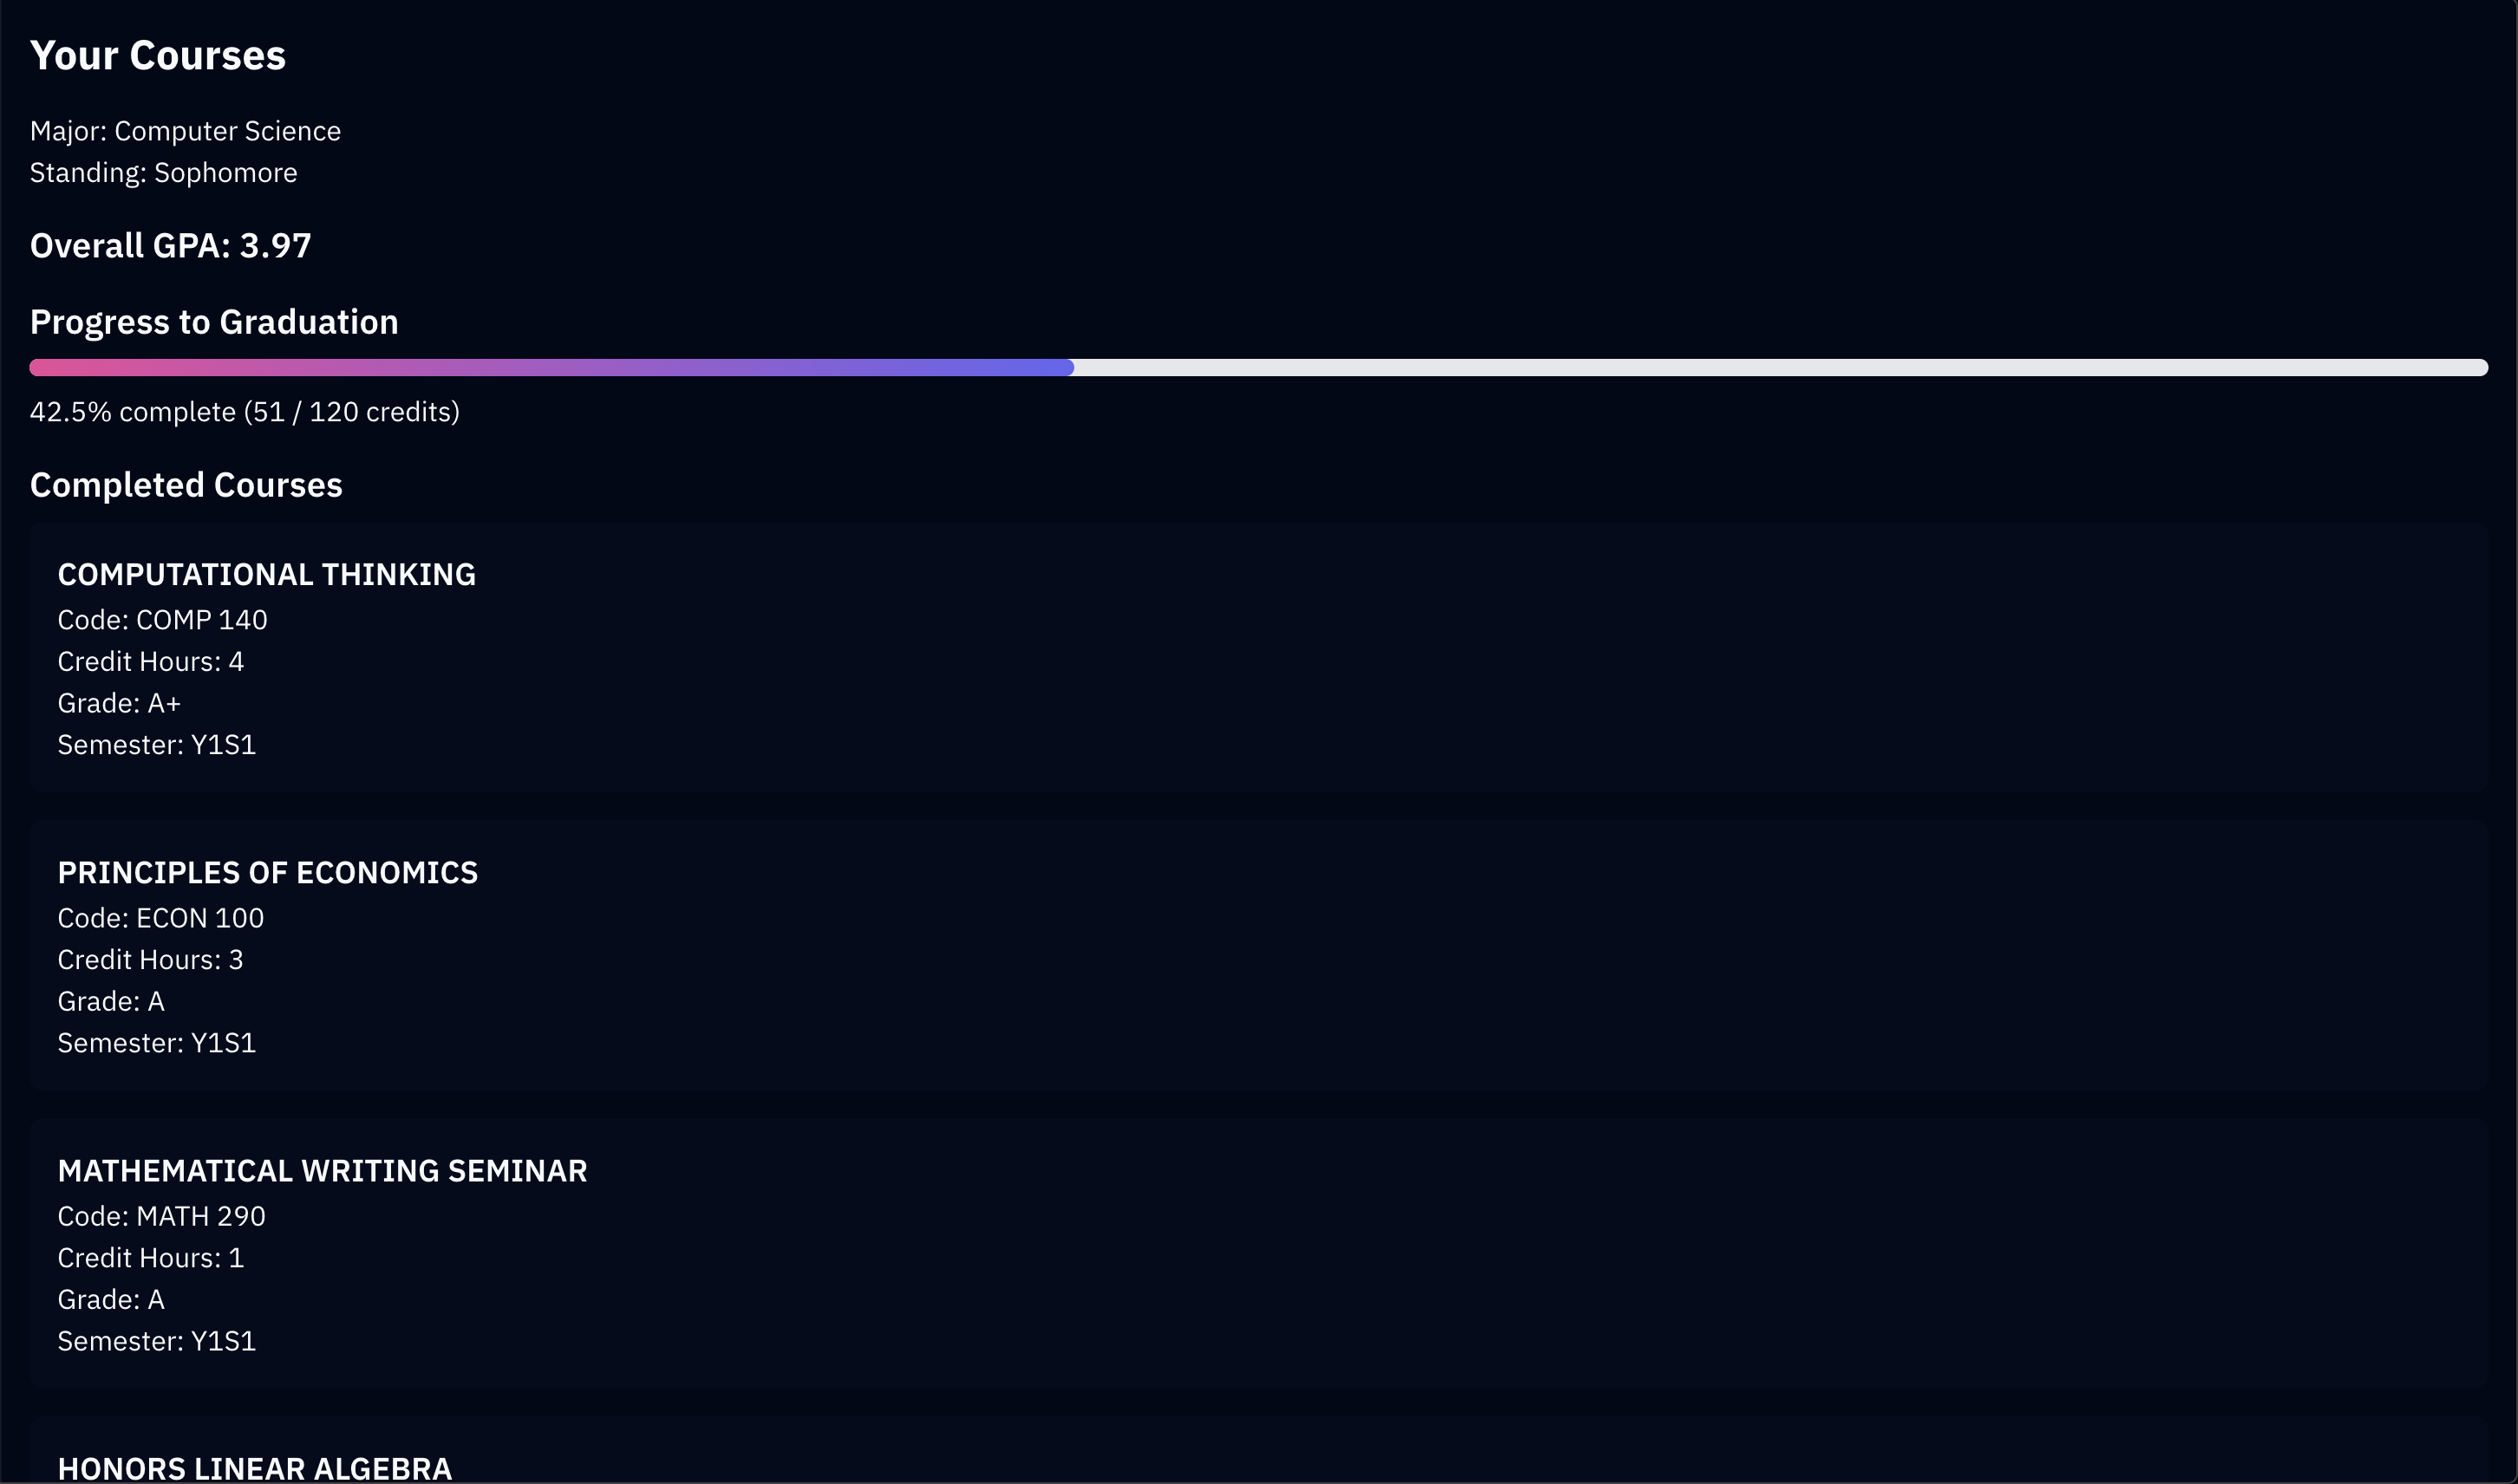 Your Courses
Major: Computer Science
Standing: Sophomore
Overall GPA: 3.97
Progress to Graduation
42.5% complete (51 / 120 credits)
Completed Courses
COMPUTATIONAL THINKING
Code: COMP 140
Credit Hours: 4
Grade: A+
Semester: Y1S1
PRINCIPLES OF ECONOMICS
Code: ECON 100
Credit Hours: 3
Grade: A
Semester: Y1S1
MATHEMATICAL WRITING SEMINAR
Code: MATH 290
Credit Hours: 1
Grade: A
Semester: Y1S1
HONORS LINEAR ALGEBRA